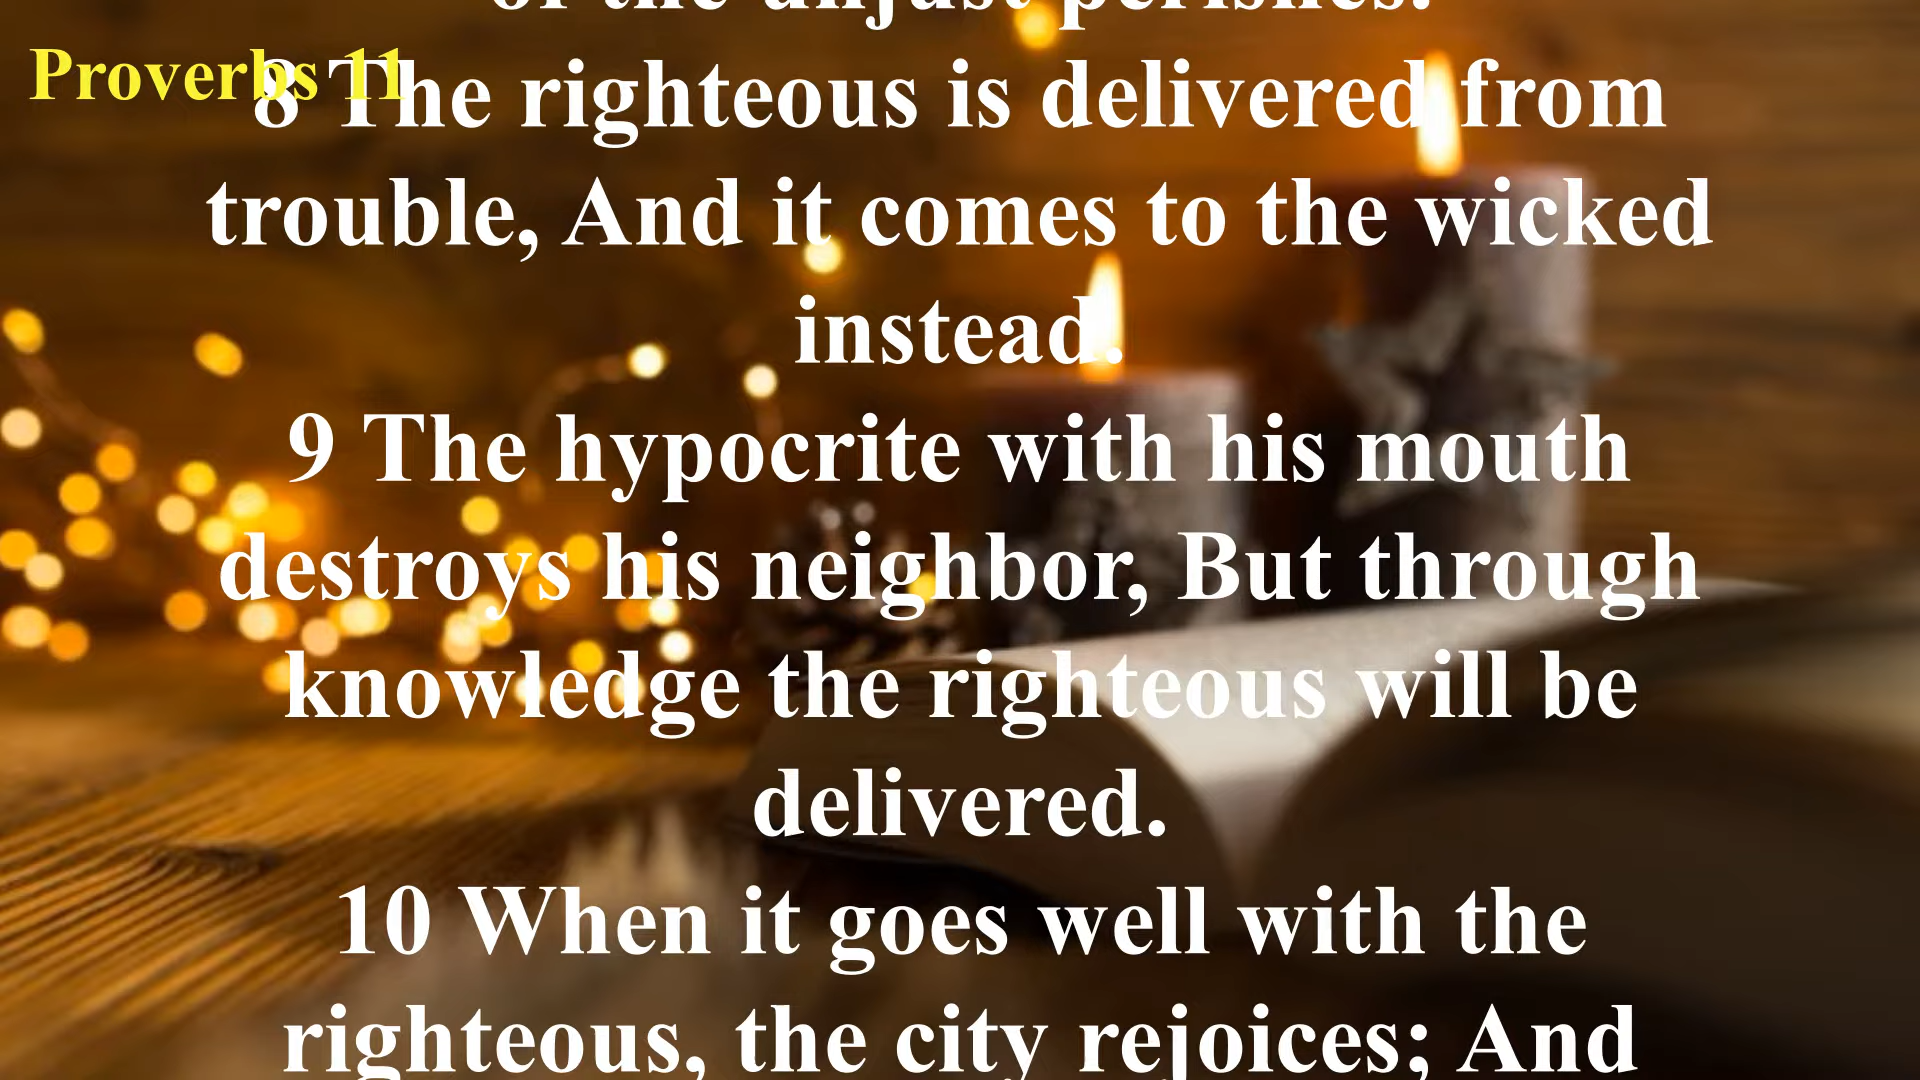 of the unjust perishes.
Proverbs 11
8 The righteous is delivered from
trouble, And it comes to the wicked
instead.
9 The hypocrite with his mouth
destroys his neighbor, But through
knowledge the righteous will be
delivered.
10 When it goes well with the
righteous, the city rejoices; And